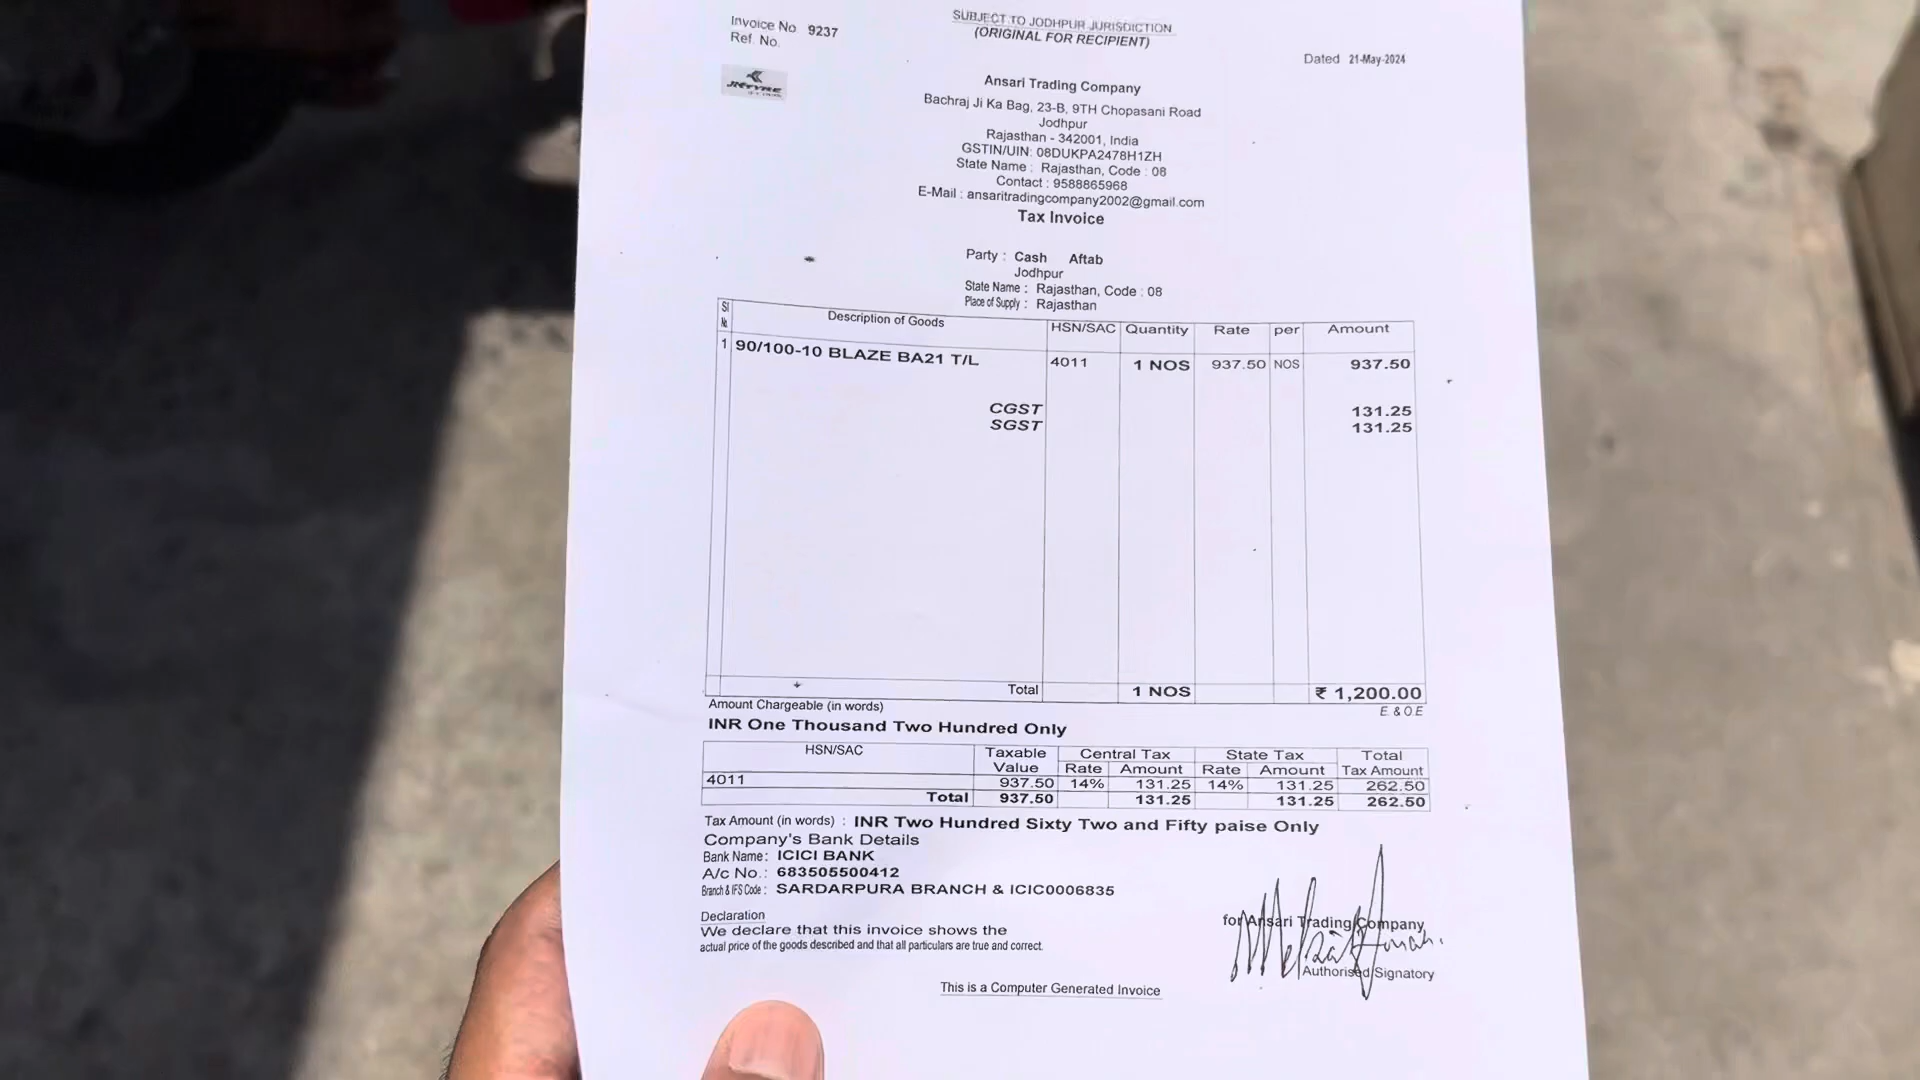 Invoice No 9237
Ref. No.
SUBJECT TO JODHPUR JURISDICTION
(ORIGINAL FOR RECIPIENT)
Dated 21-May-2024
JK TYRE
Ansari Trading Company
Bachraj Ji Ka Bag, 23-B, 9TH Chopasani Road
Jodhpur
Rajasthan - 342001, India
GSTIN/UIN: 08DUKPA2478H1ZH
State Name : Rajasthan, Code : 08
Contact : 9588865968
E-Mail : ansaritradingcompany2002@gmail.com
Tax Invoice
Party : Cash Aftab
Jodhpur
State Name : Rajasthan, Code : 08
Place of Supply : Rajasthan
Sl No. Description of Goods HSN/SAC Quantity Rate per Amount
1 90/100-10 BLAZE BA21 T/L 4011 1 NOS 937.50 NOS 937.50
CGST 131.25
SGST 131.25
Total 1 NOS ₹ 1,200.00
Amount Chargeable (in words) E. & O.E
INR One Thousand Two Hundred Only
HSN/SAC Taxable Value Central Tax State Tax Total Tax Amount
Rate Amount Rate Amount
4011 937.50 14% 131.25 14% 131.25 262.50
Total 937.50 131.25 131.25 262.50
Tax Amount (in words) : INR Two Hundred Sixty Two and Fifty paise Only
Company's Bank Details
Bank Name : ICICI BANK
A/c No. : 683505500412
Branch & IFS Code : SARDARPURA BRANCH & ICIC0006835
Declaration
We declare that this invoice shows the
actual price of the goods described and that all particulars are true and correct.
for Ansari Trading Company
Authorised Signatory
This is a Computer Generated Invoice